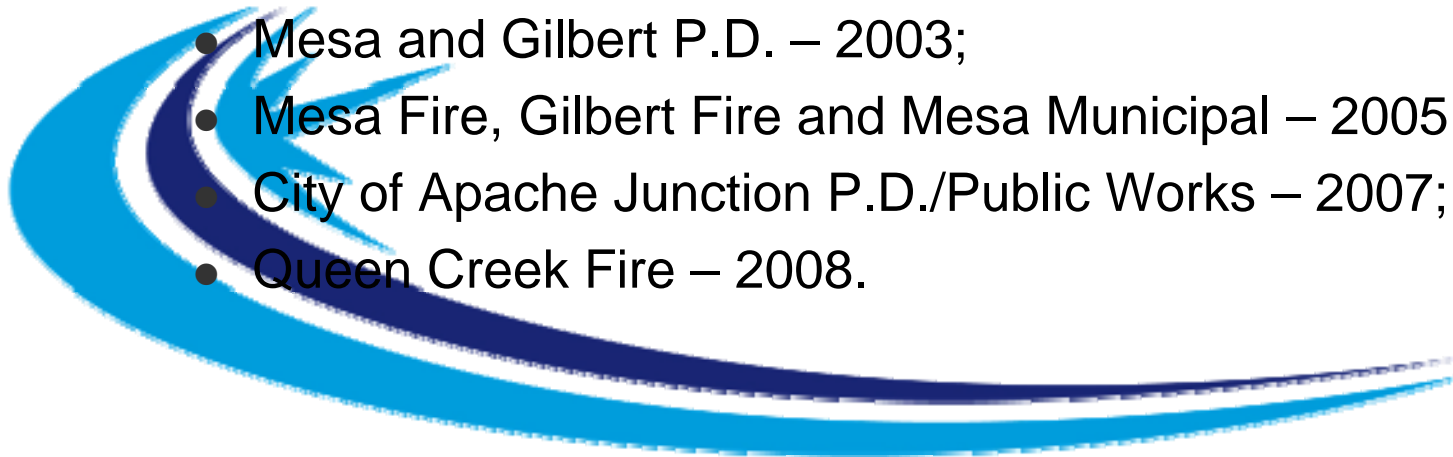 ● Mesa and Gilbert P.D. – 2003;
● Mesa Fire, Gilbert Fire and Mesa Municipal – 2005
● City of Apache Junction P.D./Public Works – 2007;
● Queen Creek Fire – 2008.